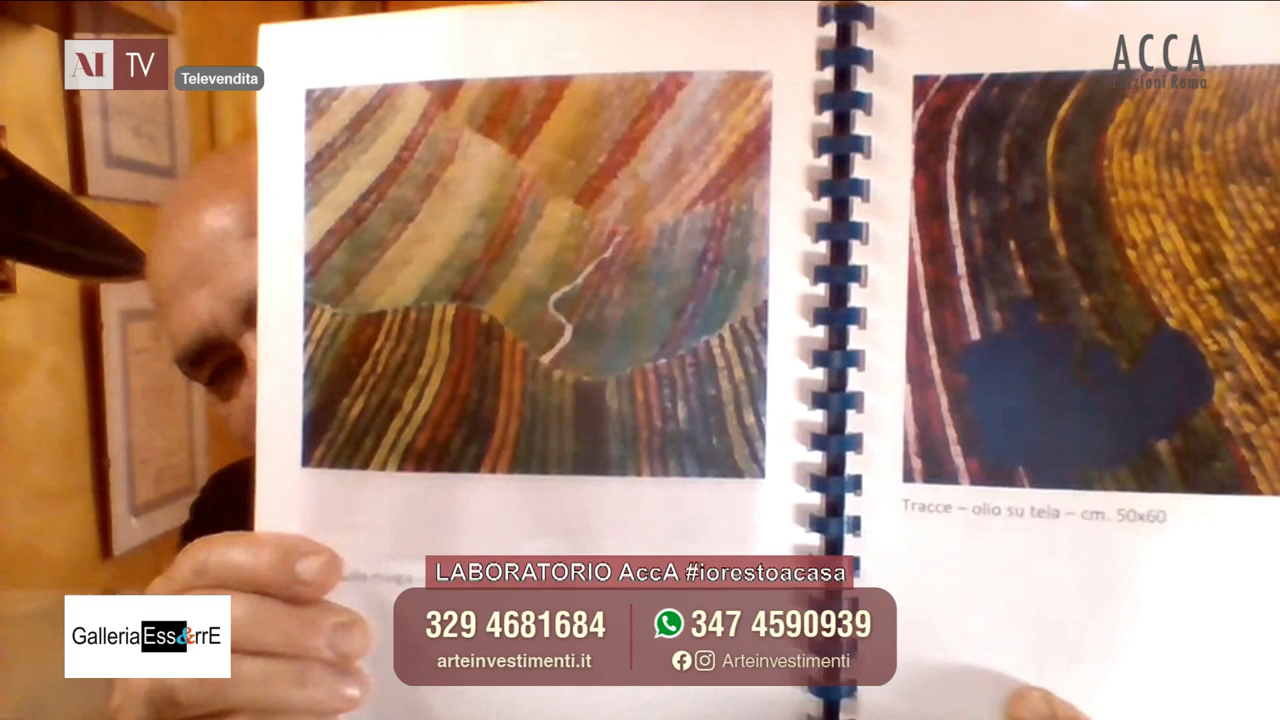 AI TV
Televendita
ACCA
Edizioni Roma
Tracce – olio su tela – cm. 50x60
LABORATORIO AccA #iorestoacasa
329 4681684
347 4590939
arteinvestimenti.it
Arteinvestimenti
GalleriaEss&rrE